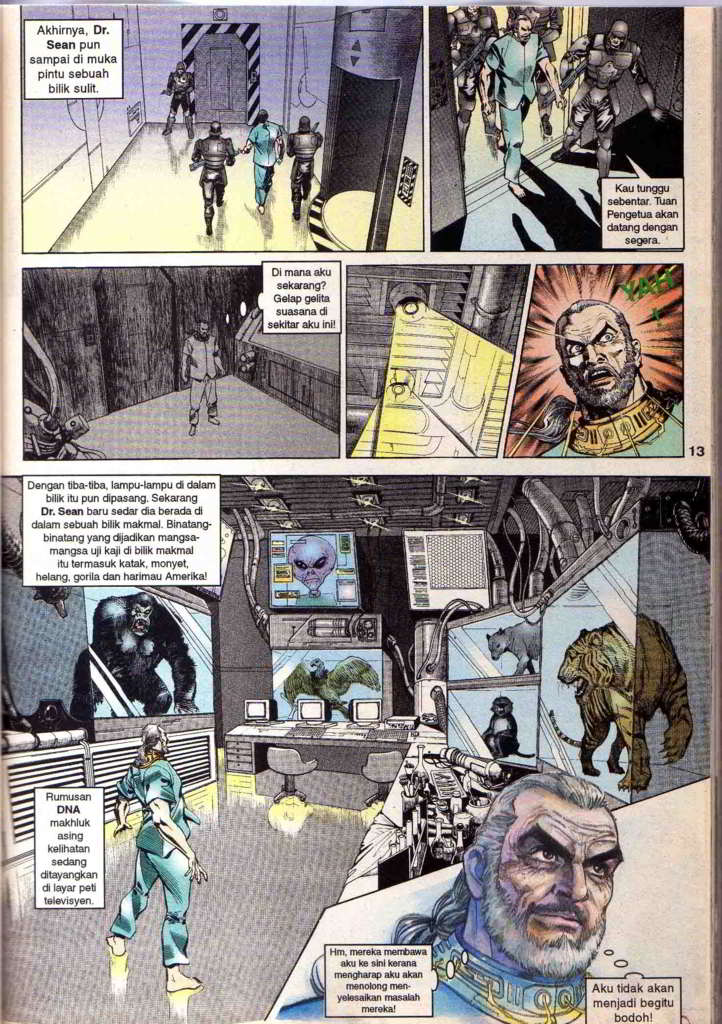 Akhirnya, Dr.
Sean pun
sampai di muka
pintu sebuah
bilik sulit.
Kau tunggu
sebentar. Tuan
Pengetua akan
datang dengan
segera.
Di mana aku
sekarang?
Gelap gelita
suasana di
sekitar aku ini!
YAH
!
13
Dengan tiba-tiba, lampu-lampu di dalam
bilik itu pun dipasang. Sekarang
Dr. Sean baru sedar dia berada di
dalam sebuah bilik makmal. Binatang-
binatang yang dijadikan mangsa-
mangsa uji kaji di bilik makmal
itu termasuk katak, monyet,
helang, gorila dan harimau Amerika!
Rumusan
DNA
makhluk
asing
kelihatan
sedang
ditayangkan
di layar peti
televisyen.
Hm, mereka membawa
aku ke sini kerana
mengharap aku akan
menolong men-
yelesaikan masalah
mereka!
Aku tidak akan
menjadi begitu
bodoh!